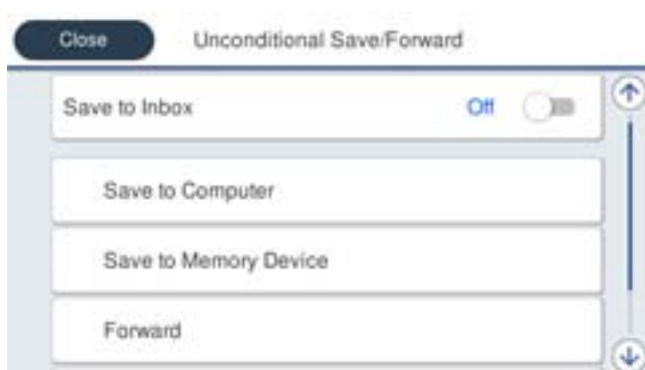 Close Unconditional Save/Forward
Save to Inbox Off
Save to Computer
Save to Memory Device
Forward